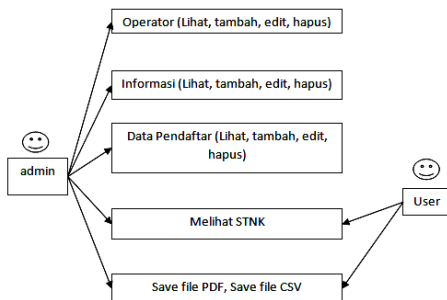 Operator (Lihat, tambah, edit, hapus)
Informasi (Lihat, tambah, edit, hapus)
Data Pendaftar (Lihat, tambah, edit,
hapus)
admin
User
Melihat STNK
Save file PDF, Save file CSV